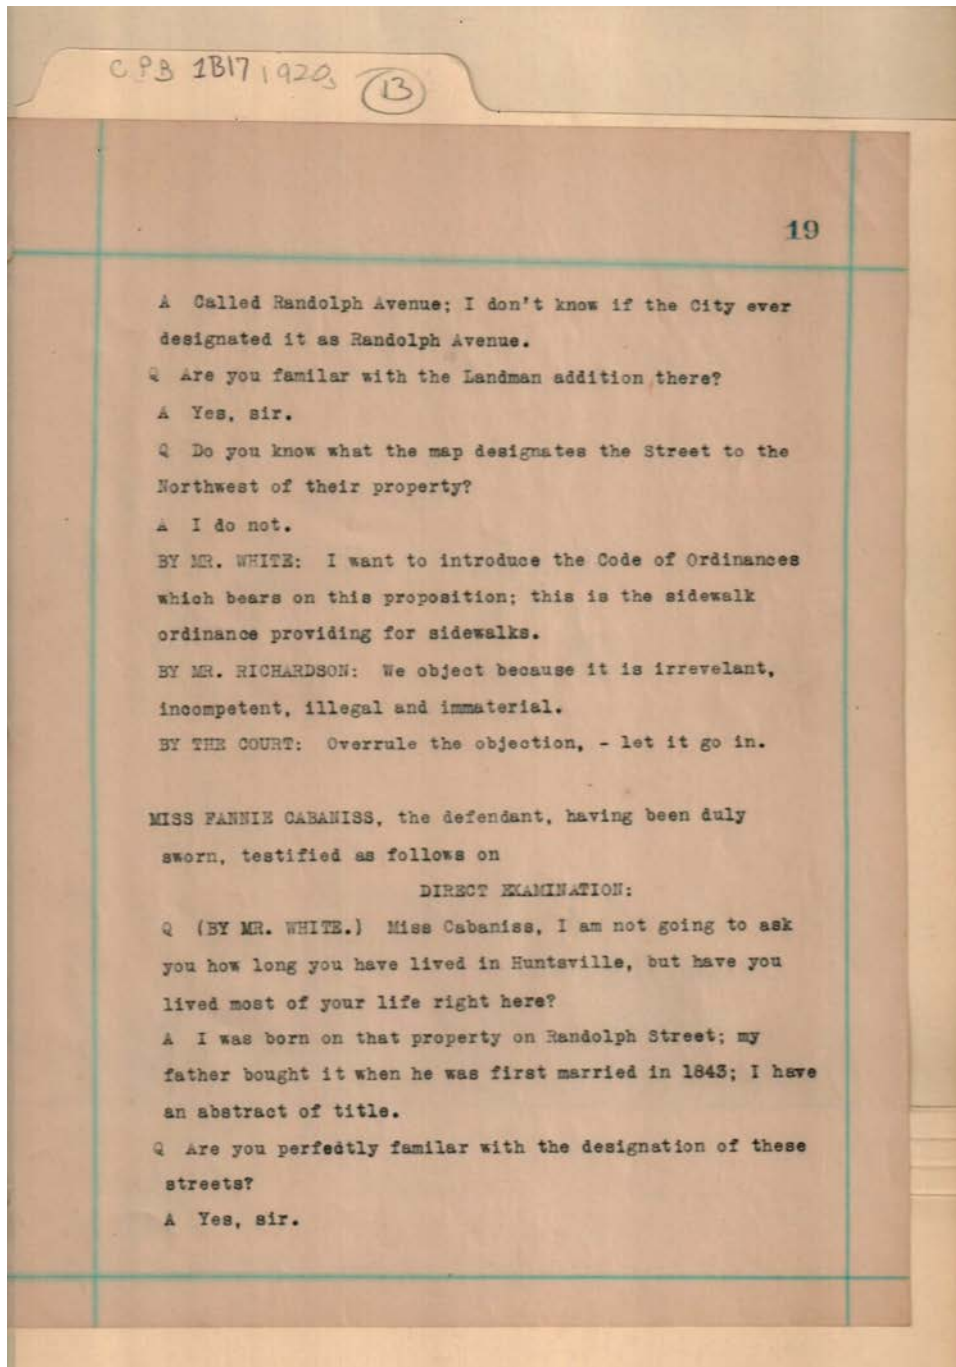 CPB 1B17 1920s 13
19
A Called Randolph Avenue; I don't know if the City ever
designated it as Randolph Avenue.
Q Are you familar with the Landman addition there?
A Yes, sir.
Q Do you know what the map designates the Street to the
Northwest of their property?
A I do not.
BY MR. WHITE: I want to introduce the Code of Ordinances
which bears on this proposition; this is the sidewalk
ordinance providing for sidewalks.
BY MR. RICHARDSON: We object because it is irrevelant,
incompetent, illegal and immaterial.
BY THE COURT: Overrule the objection, - let it go in.
MISS FANNIE CABANISS, the defendant, having been duly
sworn, testified as follows on
DIRECT EXAMINATION:
Q (BY MR. WHITE.) Miss Cabaniss, I am not going to ask
you how long you have lived in Huntsville, but have you
lived most of your life right here?
A I was born on that property on Randolph Street; my
father bought it when he was first married in 1843; I have
an abstract of title.
Q Are you perfedtly familar with the designation of these
streets?
A Yes, sir.